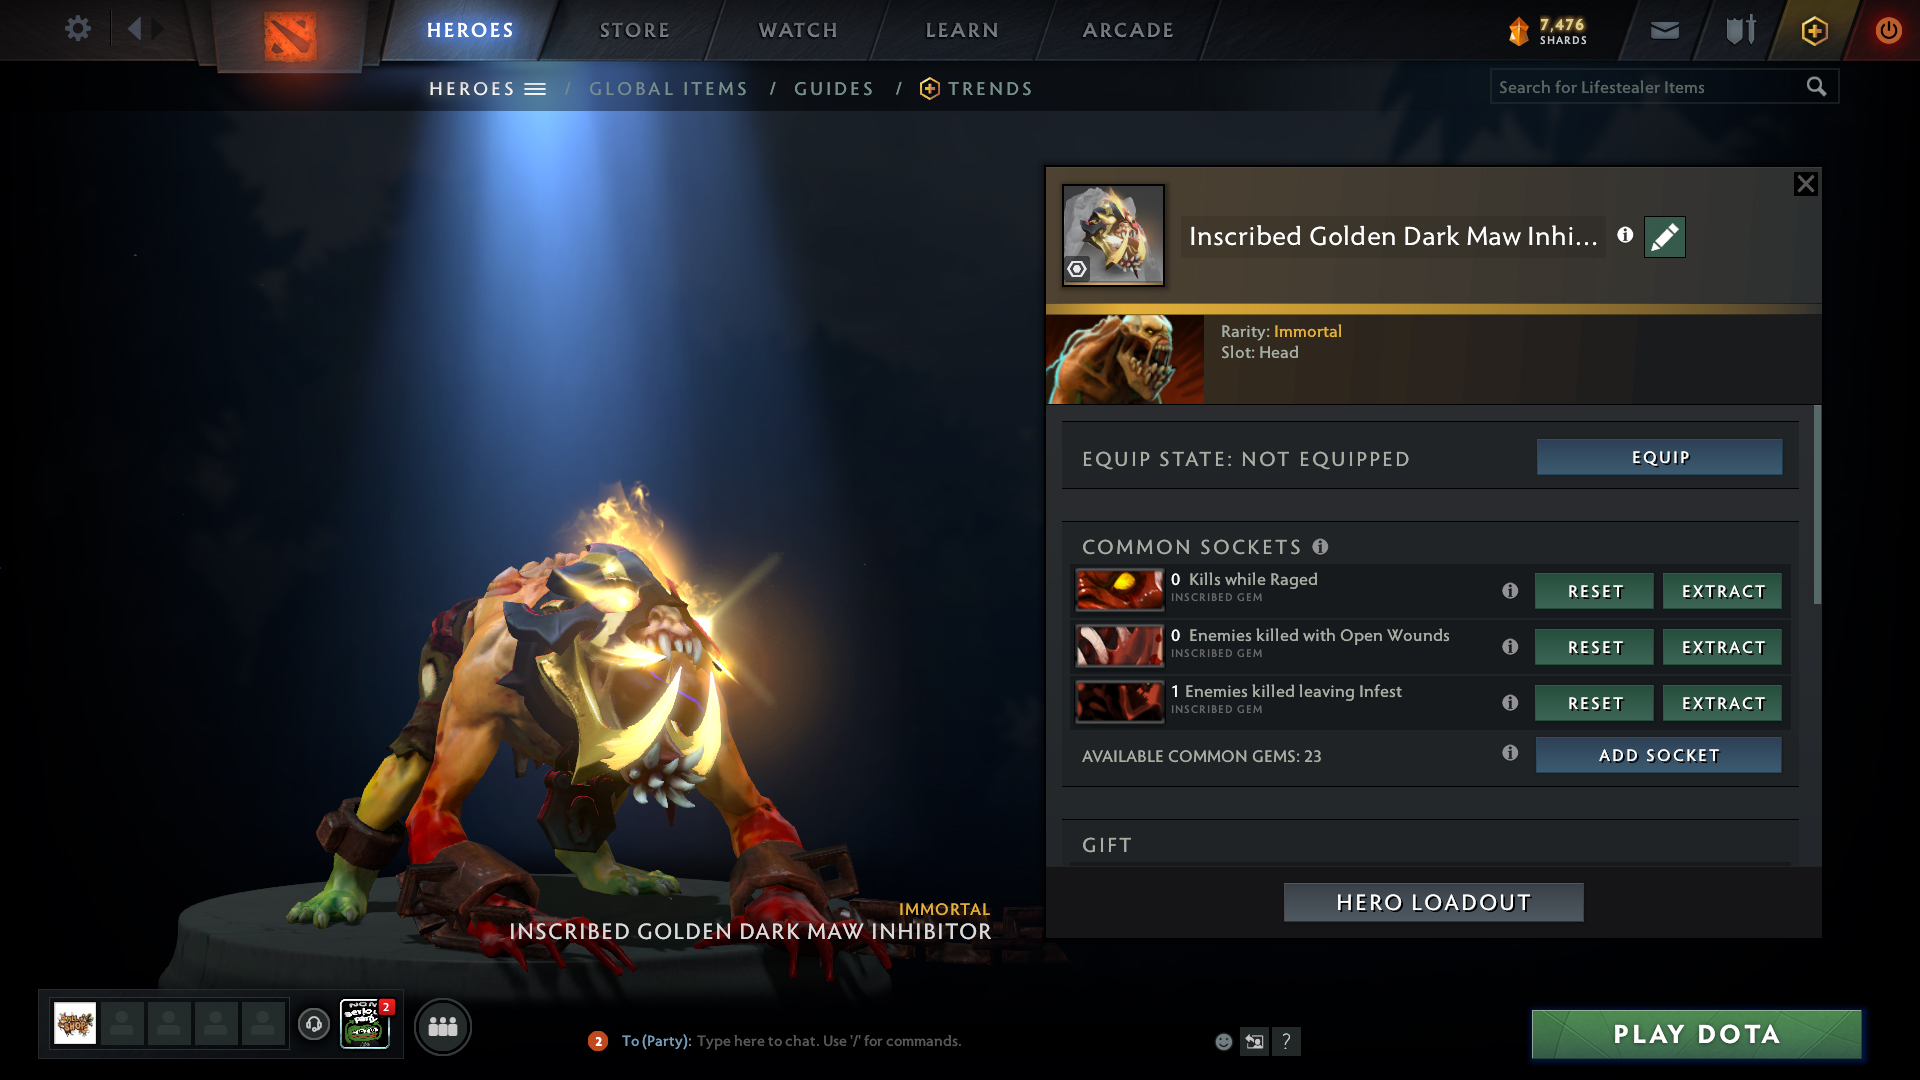 HEROES
STORE
WATCH
LEARN
ARCADE
7,476
SHARDS
HEROES / GLOBAL ITEMS / GUIDES / TRENDS
Search for Lifestealer Items
Inscribed Golden Dark Maw Inhi...
Rarity: Immortal
Slot: Head
EQUIP STATE: NOT EQUIPPED
EQUIP
COMMON SOCKETS
0 Kills while Raged
INSCRIBED GEM
RESET
EXTRACT
0 Enemies killed with Open Wounds
INSCRIBED GEM
RESET
EXTRACT
1 Enemies killed leaving Infest
INSCRIBED GEM
RESET
EXTRACT
AVAILABLE COMMON GEMS: 23
ADD SOCKET
GIFT
HERO LOADOUT
IMMORTAL
INSCRIBED GOLDEN DARK MAW INHIBITOR
2
2
To (Party): Type here to chat. Use '/' for commands.
?
PLAY DOTA